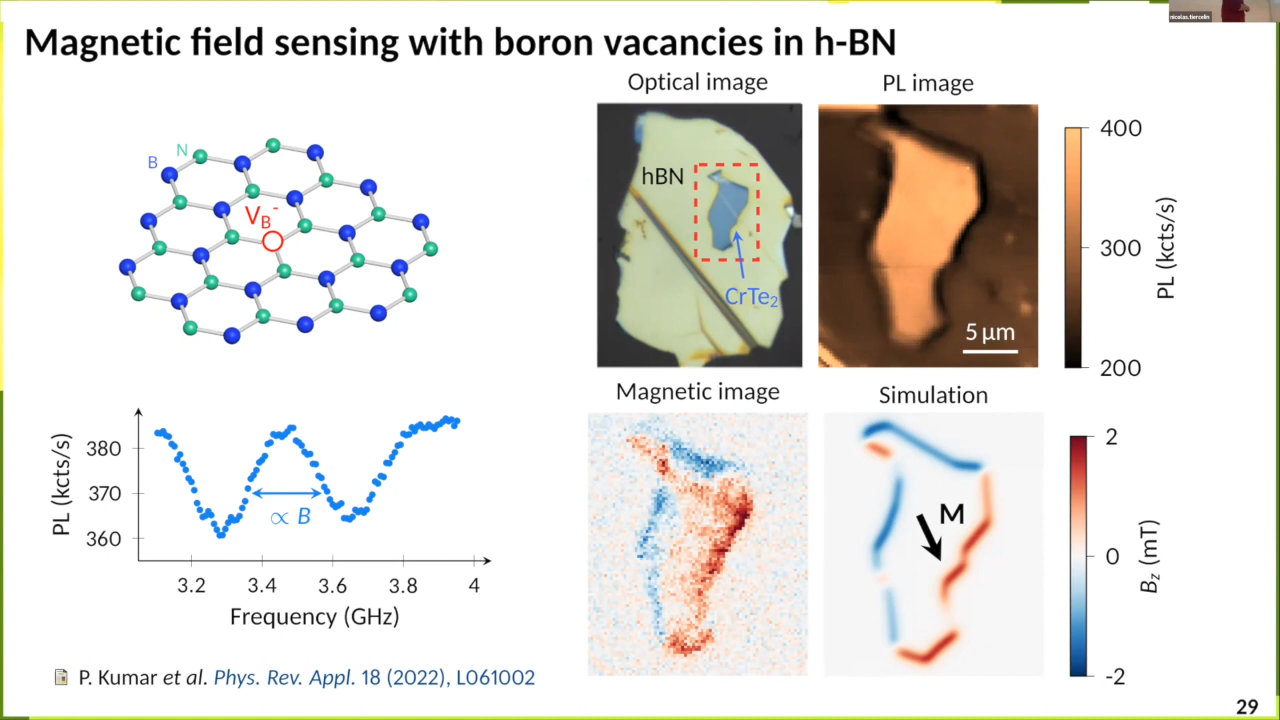 nicolas.tiercelin
Magnetic field sensing with boron vacancies in h-BN
B
N
V_B^-
Optical image
hBN
CrTe₂
PL image
5 µm
400
300
200
PL (kcts/s)
380
370
360
PL (kcts/s)
∝ B
3.2 3.4 3.6 3.8 4
Frequency (GHz)
Magnetic image
Simulation
M
2
0
-2
B_z (mT)
P. Kumar et al. Phys. Rev. Appl. 18 (2022), L061002
29